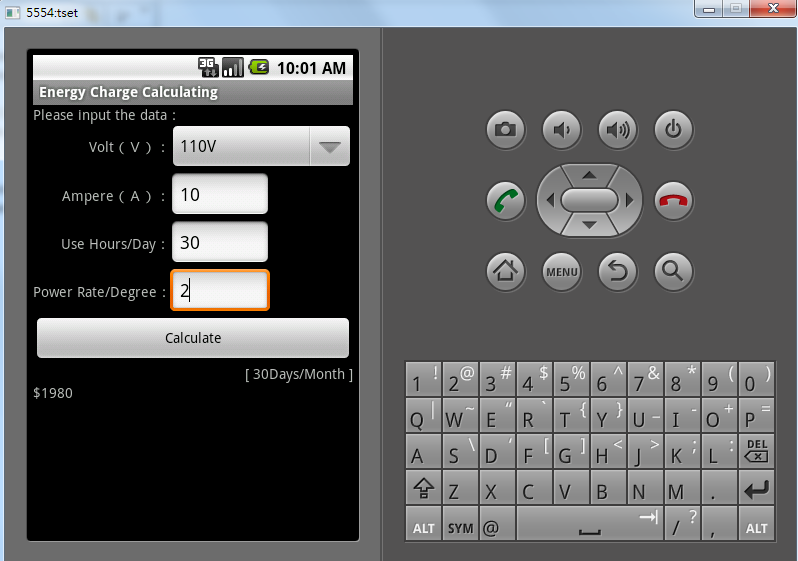 5554:tset
3G 10:01 AM
Energy Charge Calculating
Please input the data :
Volt ( V ) : 110V
Ampere ( A ) : 10
Use Hours/Day : 30
Power Rate/Degree : 2
Calculate
[ 30Days/Month ]
$1980
MENU
1 ! 2 @ 3 # 4 $ 5 % 6 ^ 7 & 8 * 9 ( 0 )
Q | W ~ E “ R ` T { Y } U _ I - O + P =
A S \ D ‘ F [ G ] H < J > K ; L : DEL
Z X C V B N M .
ALT SYM @ / ? , ALT